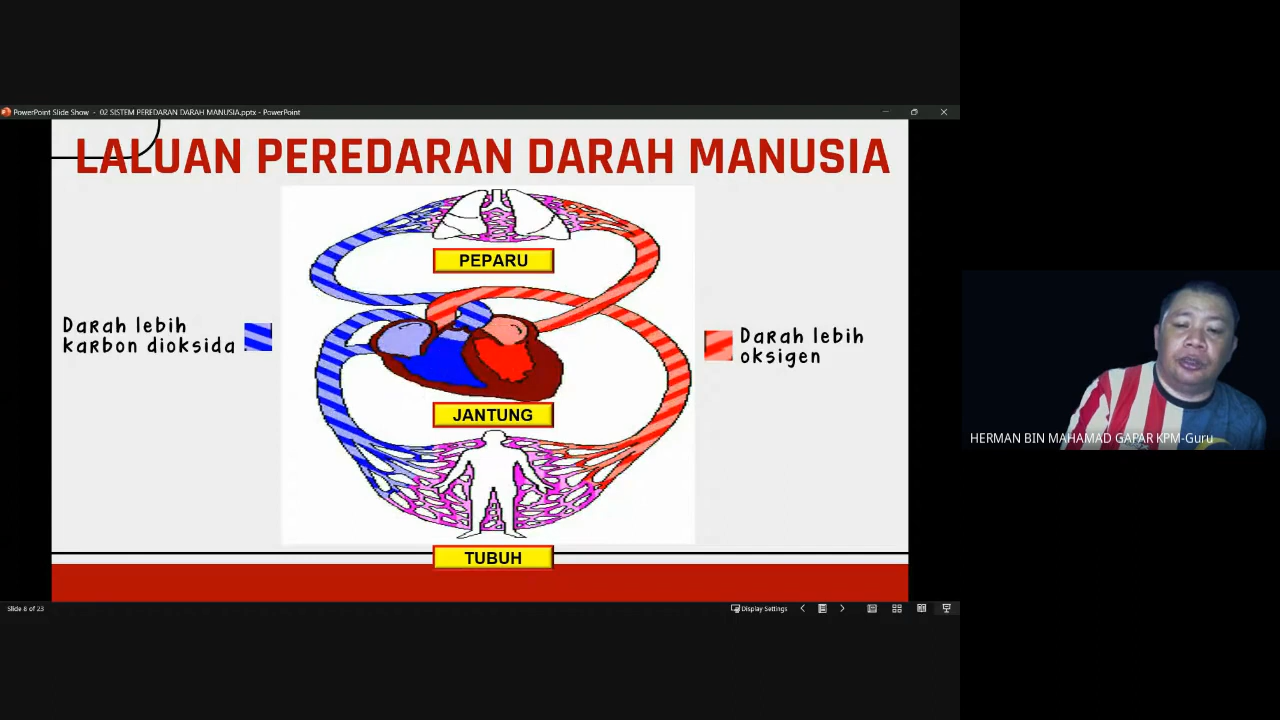 PowerPoint Slide Show - 02 SISTEM PEREDARAN DARAH MANUSIA.pptx - PowerPoint
LALUAN PEREDARAN DARAH MANUSIA
PEPARU
Darah lebih
karbon dioksida
Darah lebih
oksigen
JANTUNG
HERMAN BIN MAHAMAD GAPAR KPM-Guru
TUBUH
Slide 8 of 23
Display Settings